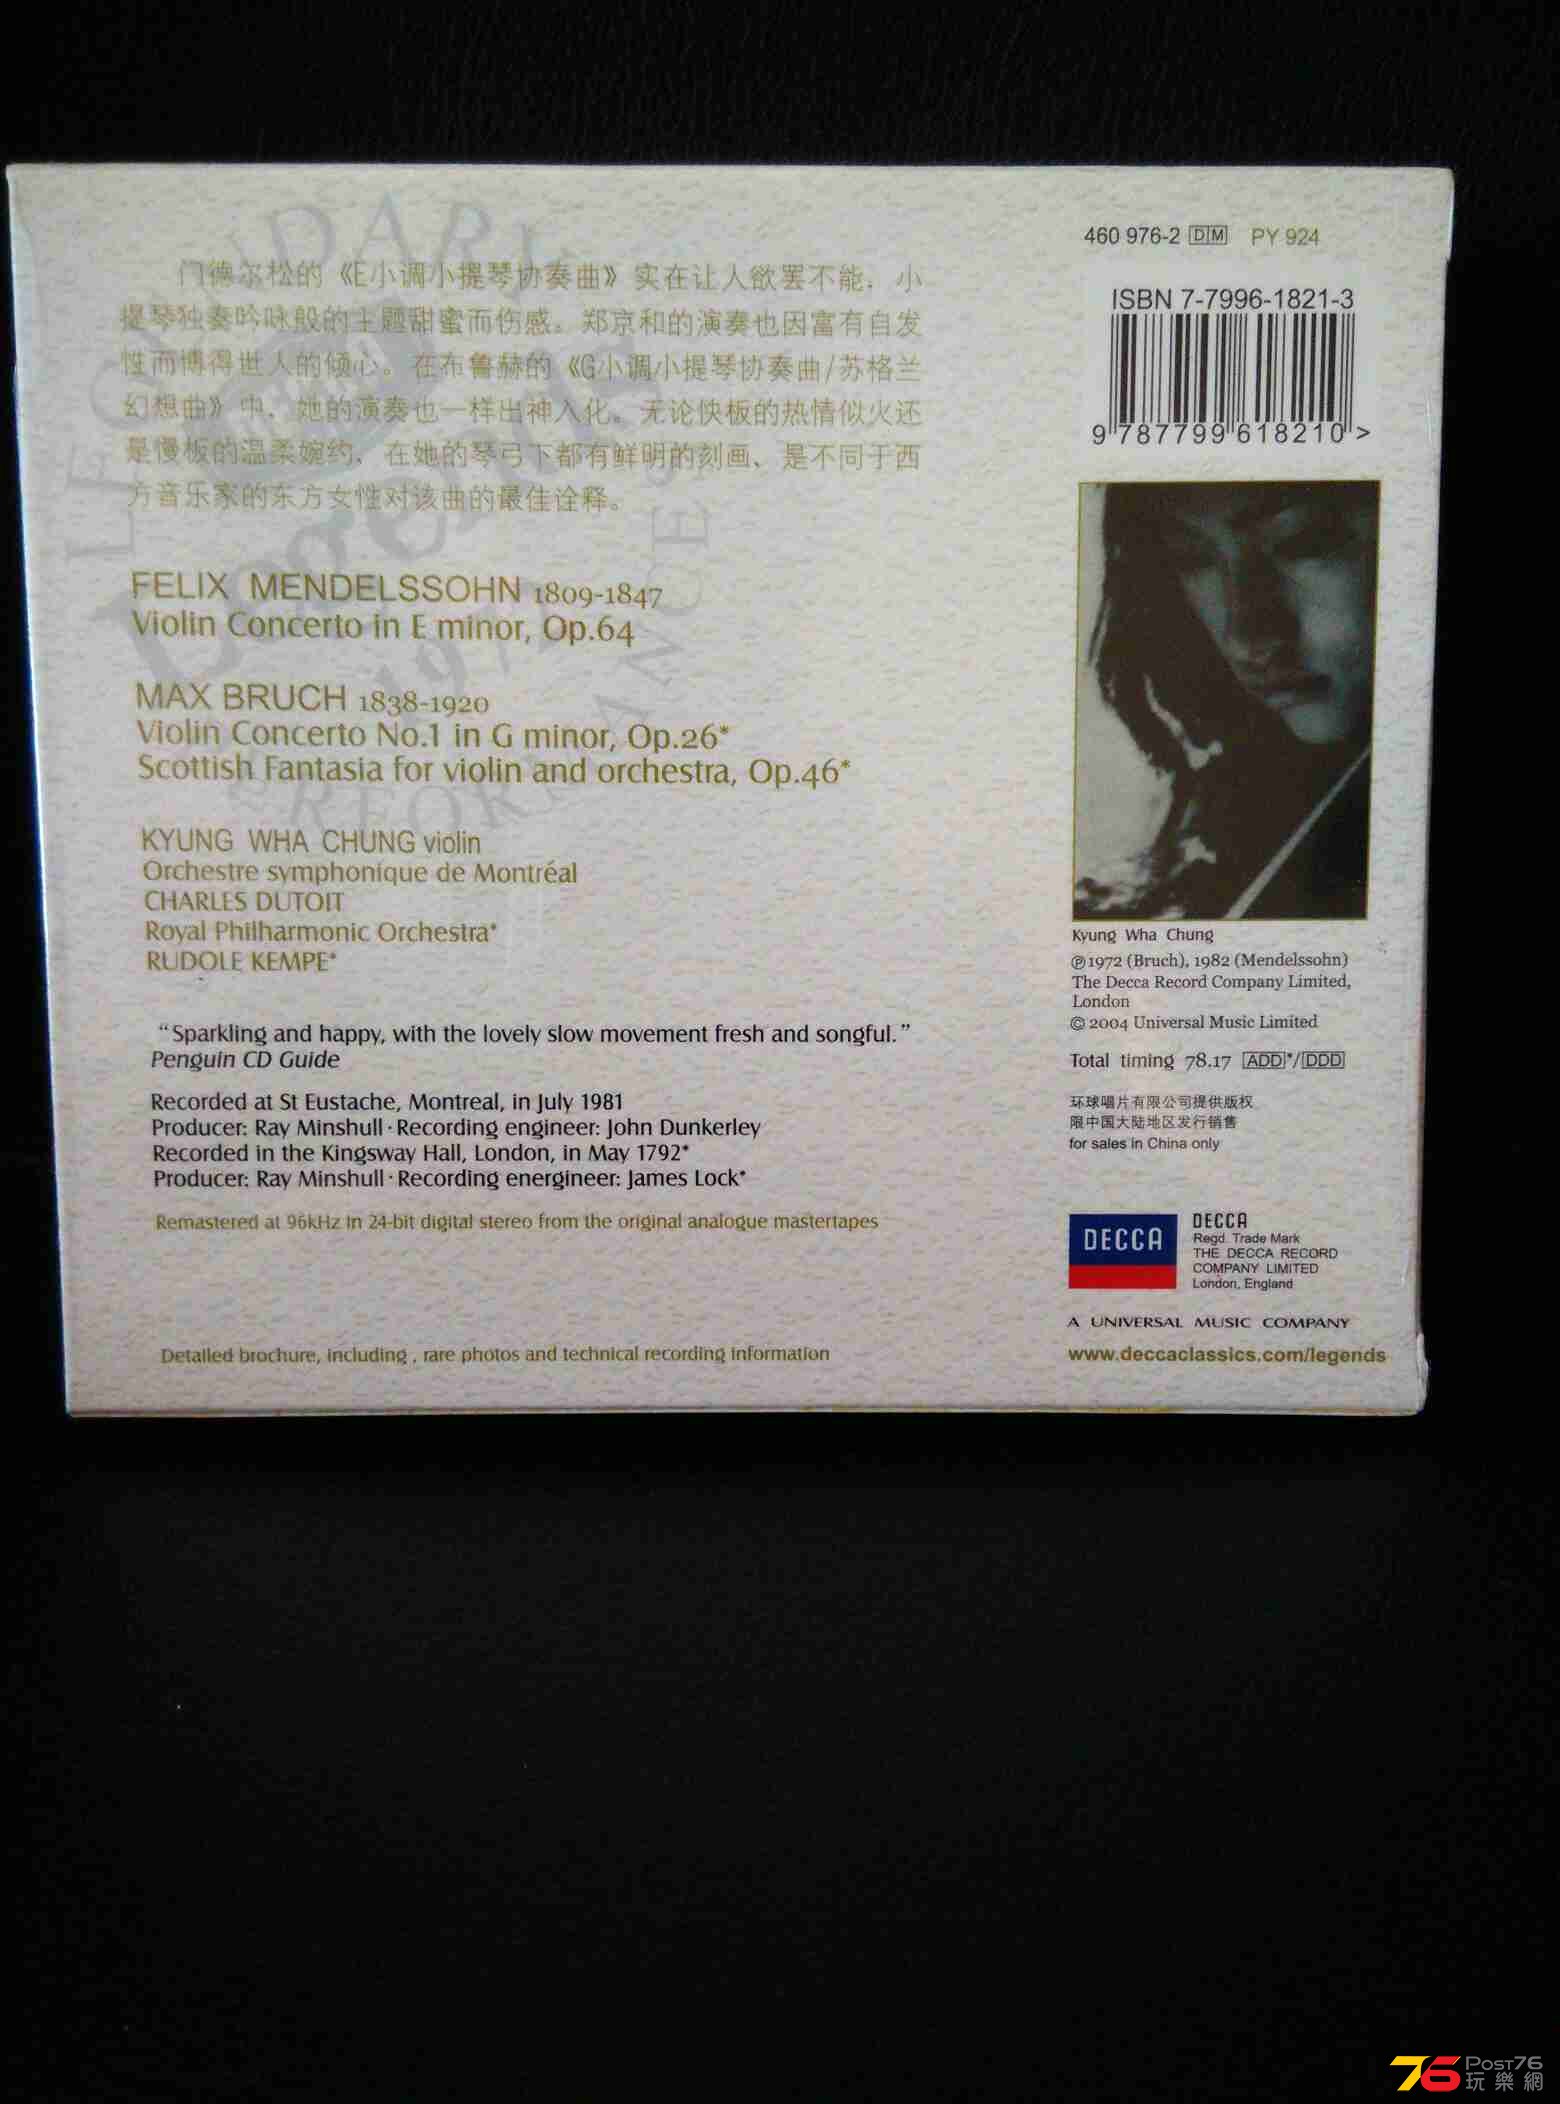 门德尔松的《E小调小提琴协奏曲》实在让人欲罢不能，小
提琴独奏吟咏般的主题甜蜜而伤感。郑京和的演奏也因富有自发
性而博得世人的倾心。在布鲁赫的《G小调小提琴协奏曲/苏格兰
幻想曲》中，她的演奏也一样出神入化。无论快板的热情似火还
是慢板的温柔婉约，在她的琴弓下都有鲜明的刻画，是不同于西
方音乐家的东方女性对该曲的最佳诠释。
FELIX MENDELSSOHN 1809-1847
Violin Concerto in E minor, Op.64
MAX BRUCH 1838-1920
Violin Concerto No.1 in G minor, Op.26*
Scottish Fantasia for violin and orchestra, Op.46*
KYUNG WHA CHUNG violin
Orchestre symphonique de Montréal
CHARLES DUTOIT
Royal Philharmonic Orchestra*
RUDOLE KEMPE*
“Sparkling and happy, with the lovely slow movement fresh and songful.”
Penguin CD Guide
Recorded at St Eustache, Montreal, in July 1981
Producer: Ray Minshull · Recording engineer: John Dunkerley
Recorded in the Kingsway Hall, London, in May 1792*
Producer: Ray Minshull · Recording energineer: James Lock*
Remastered at 96kHz in 24-bit digital stereo from the original analogue mastertapes
Detailed brochure, including , rare photos and technical recording information
460 976-2 DM PY 924
ISBN 7-7996-1821-3
9 787799 618210 >
Kyung Wha Chung
℗ 1972 (Bruch), 1982 (Mendelssohn)
The Decca Record Company Limited,
London
© 2004 Universal Music Limited
Total timing 78.17 ADD*/DDD
环球唱片有限公司提供版权
限中国大陆地区发行销售
for sales in China only
DECCA
DECCA
Regd. Trade Mark
THE DECCA RECORD
COMPANY LIMITED
London, England
A UNIVERSAL MUSIC COMPANY
www.deccaclassics.com/legends
76 Post76
玩樂網